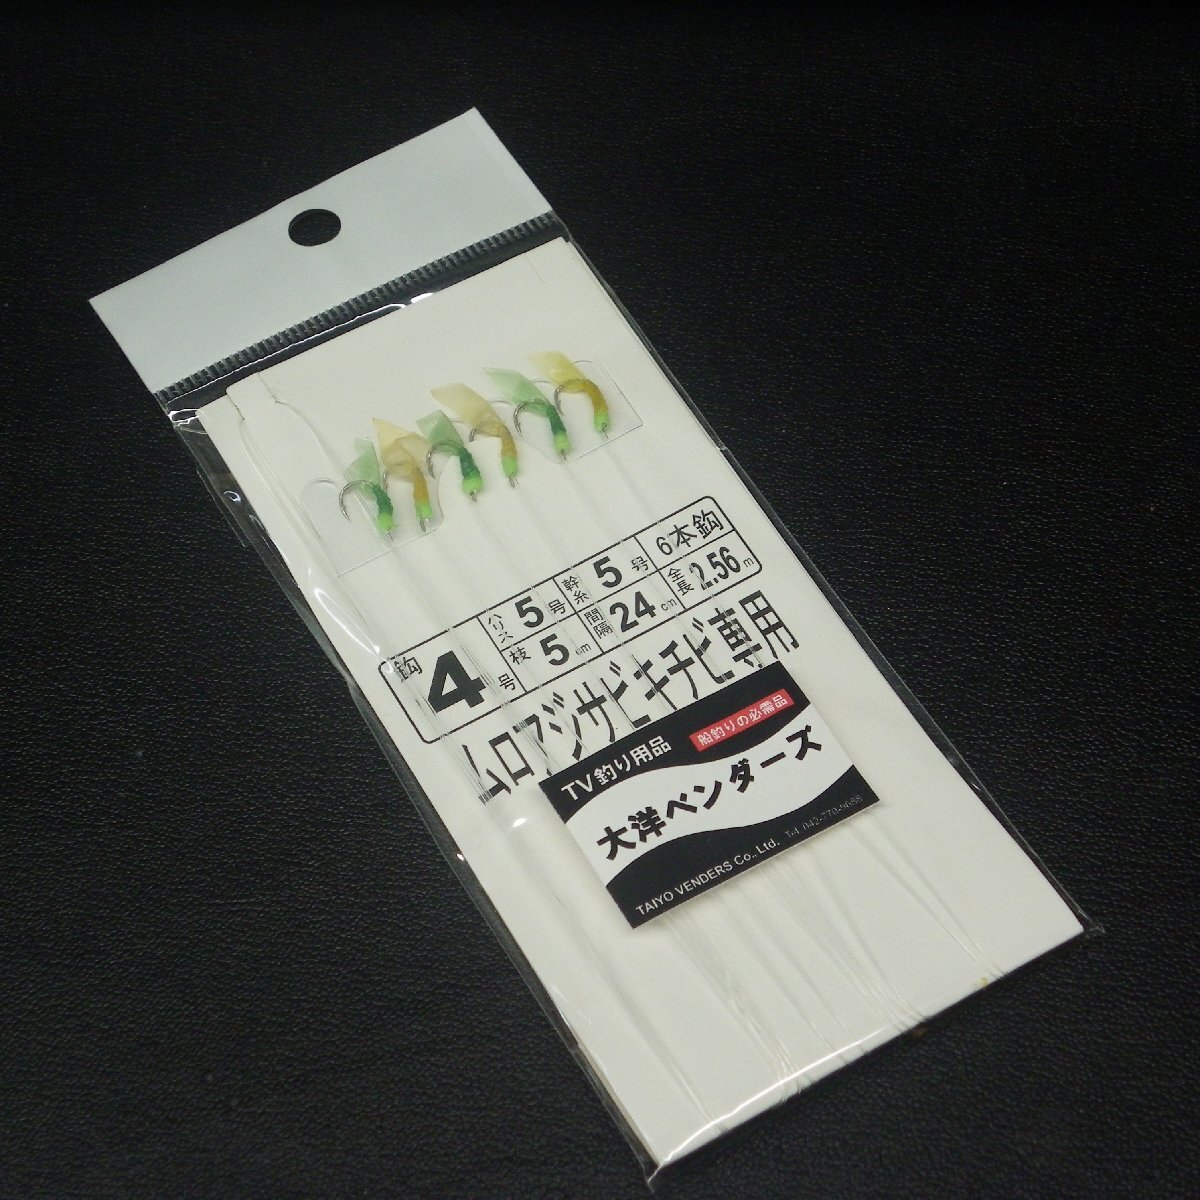 鈎 4 号
ハリス 5 号
幹糸 5 号
6本鈎
枝 5 cm
間隔 24 cm
全長 2.56 m
ムロアジサビキチビ専用
TV釣り用品
船釣りの必需品
大洋ベンダーズ
TAIYO VENDERS Co., Ltd.